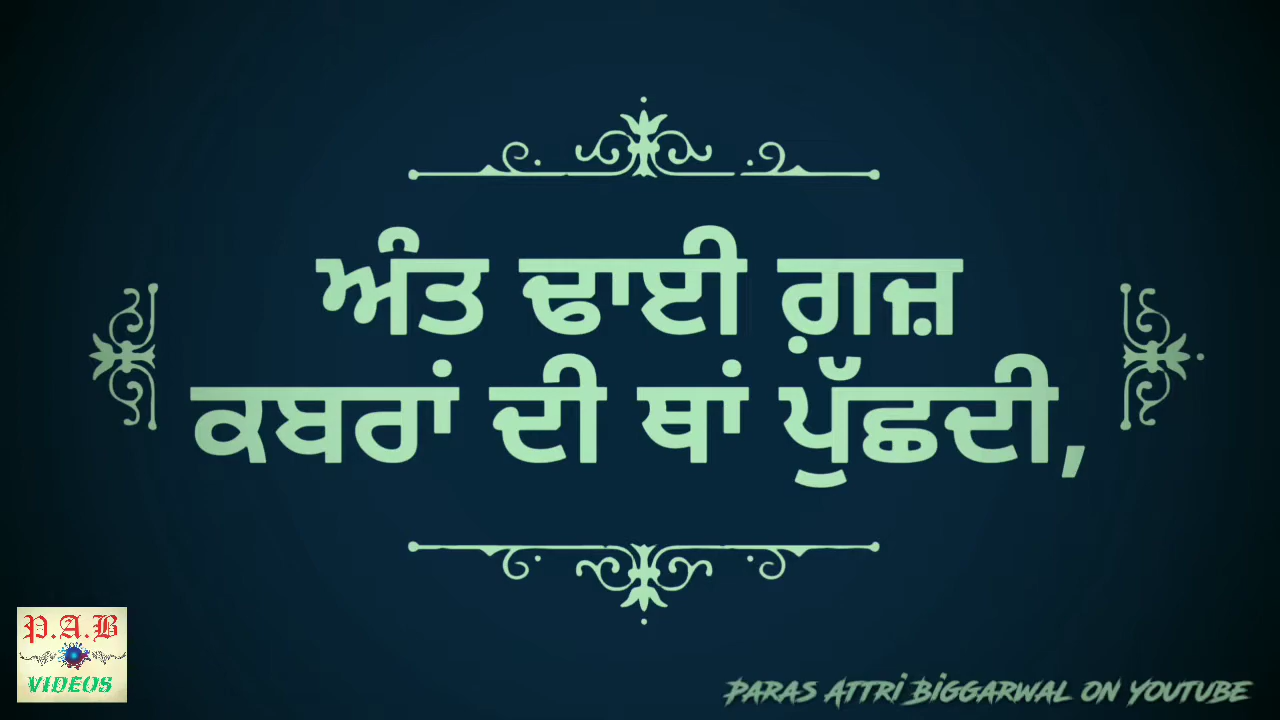 ਅੰਤ ਢਾਈ ਗ਼ਜ਼
ਕਬਰਾਂ ਦੀ ਥਾਂ ਪੁੱਛਦੀ,
P.A.B
VIDEOS
PARAS ATTRI BIGGARWAL ON YOUTUBE